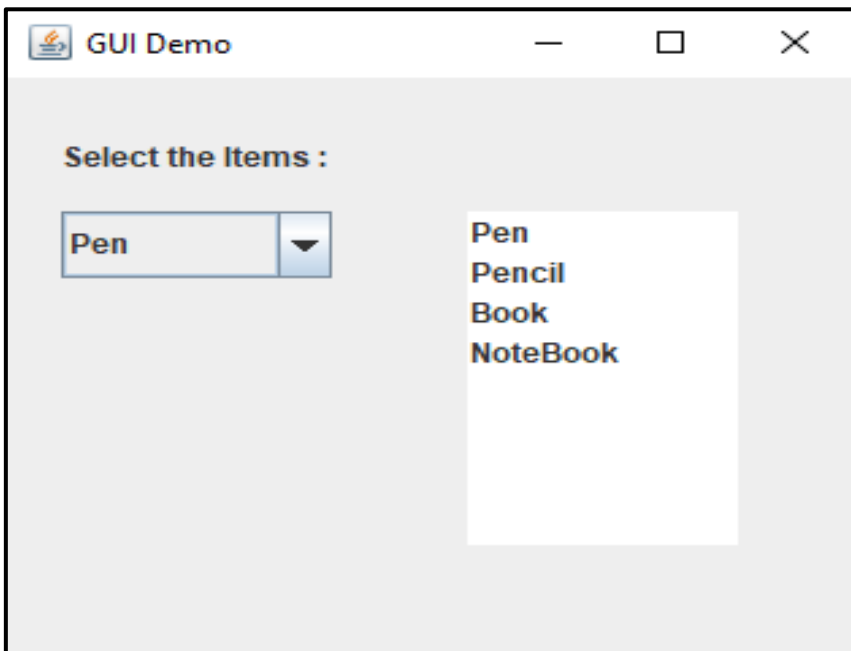 GUI Demo
Select the Items :
Pen
Pen
Pencil
Book
NoteBook